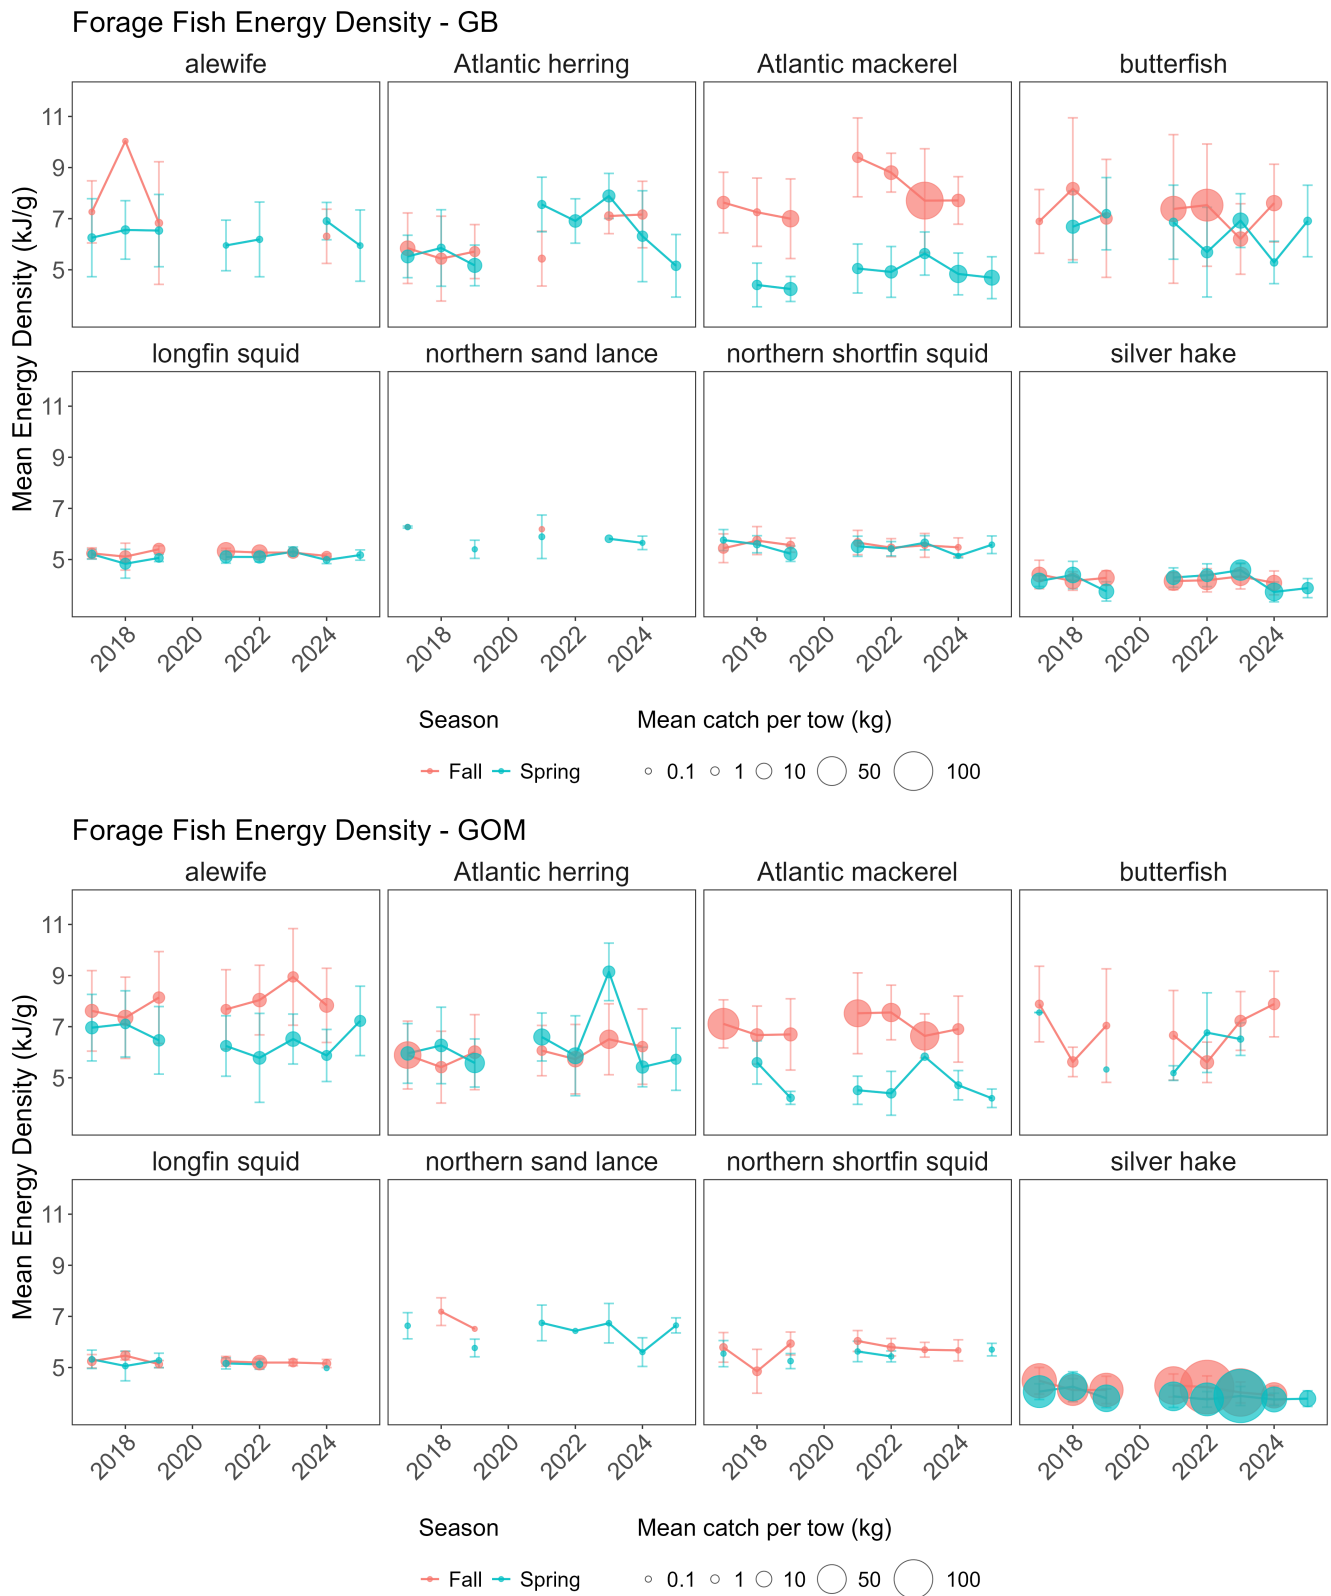 Forage Fish Energy Density - GB
alewife
Atlantic herring
Atlantic mackerel
butterfish
11
9
7
5
longfin squid
northern sand lance
northern shortfin squid
silver hake
11
9
7
5
Mean Energy Density (kJ/g)
2018
2020
2022
2024
2018
2020
2022
2024
2018
2020
2022
2024
2018
2020
2022
2024
Season
Mean catch per tow (kg)
Fall
Spring
0.1
1
10
50
100
Forage Fish Energy Density - GOM
alewife
Atlantic herring
Atlantic mackerel
butterfish
11
9
7
5
longfin squid
northern sand lance
northern shortfin squid
silver hake
11
9
7
5
Mean Energy Density (kJ/g)
2018
2020
2022
2024
2018
2020
2022
2024
2018
2020
2022
2024
2018
2020
2022
2024
Season
Mean catch per tow (kg)
Fall
Spring
0.1
1
10
50
100